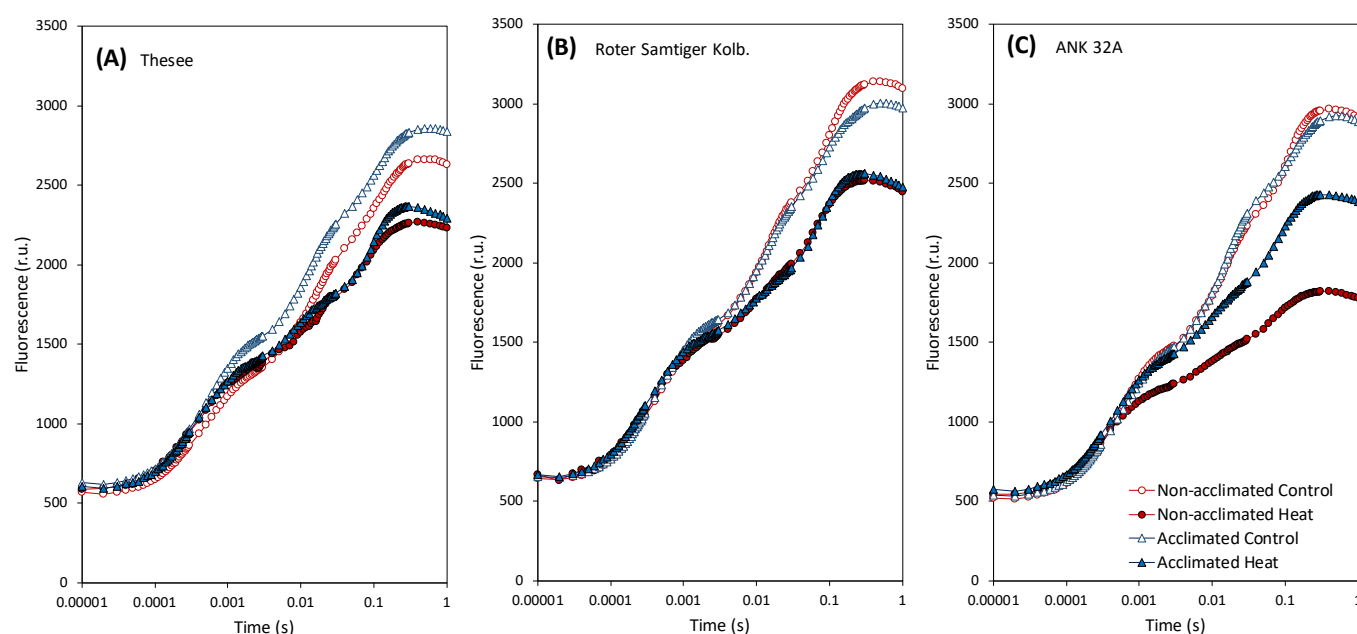 (A) Thesee
Fluorescence (r.u.)
3500
3000
2500
2000
1500
1000
500
0
0.00001 0.0001 0.001 0.01 0.1 1
Time (s)
(B) Roter Samtiger Kolb.
Fluorescence (r.u.)
3500
3000
2500
2000
1500
1000
500
0
0.00001 0.0001 0.001 0.01 0.1 1
Time (s)
(C) ANK 32A
Fluorescence (r.u.)
3500
3000
2500
2000
1500
1000
500
0
Non-acclimated Control
Non-acclimated Heat
Acclimated Control
Acclimated Heat
0.00001 0.0001 0.001 0.01 0.1 1
Time (s)